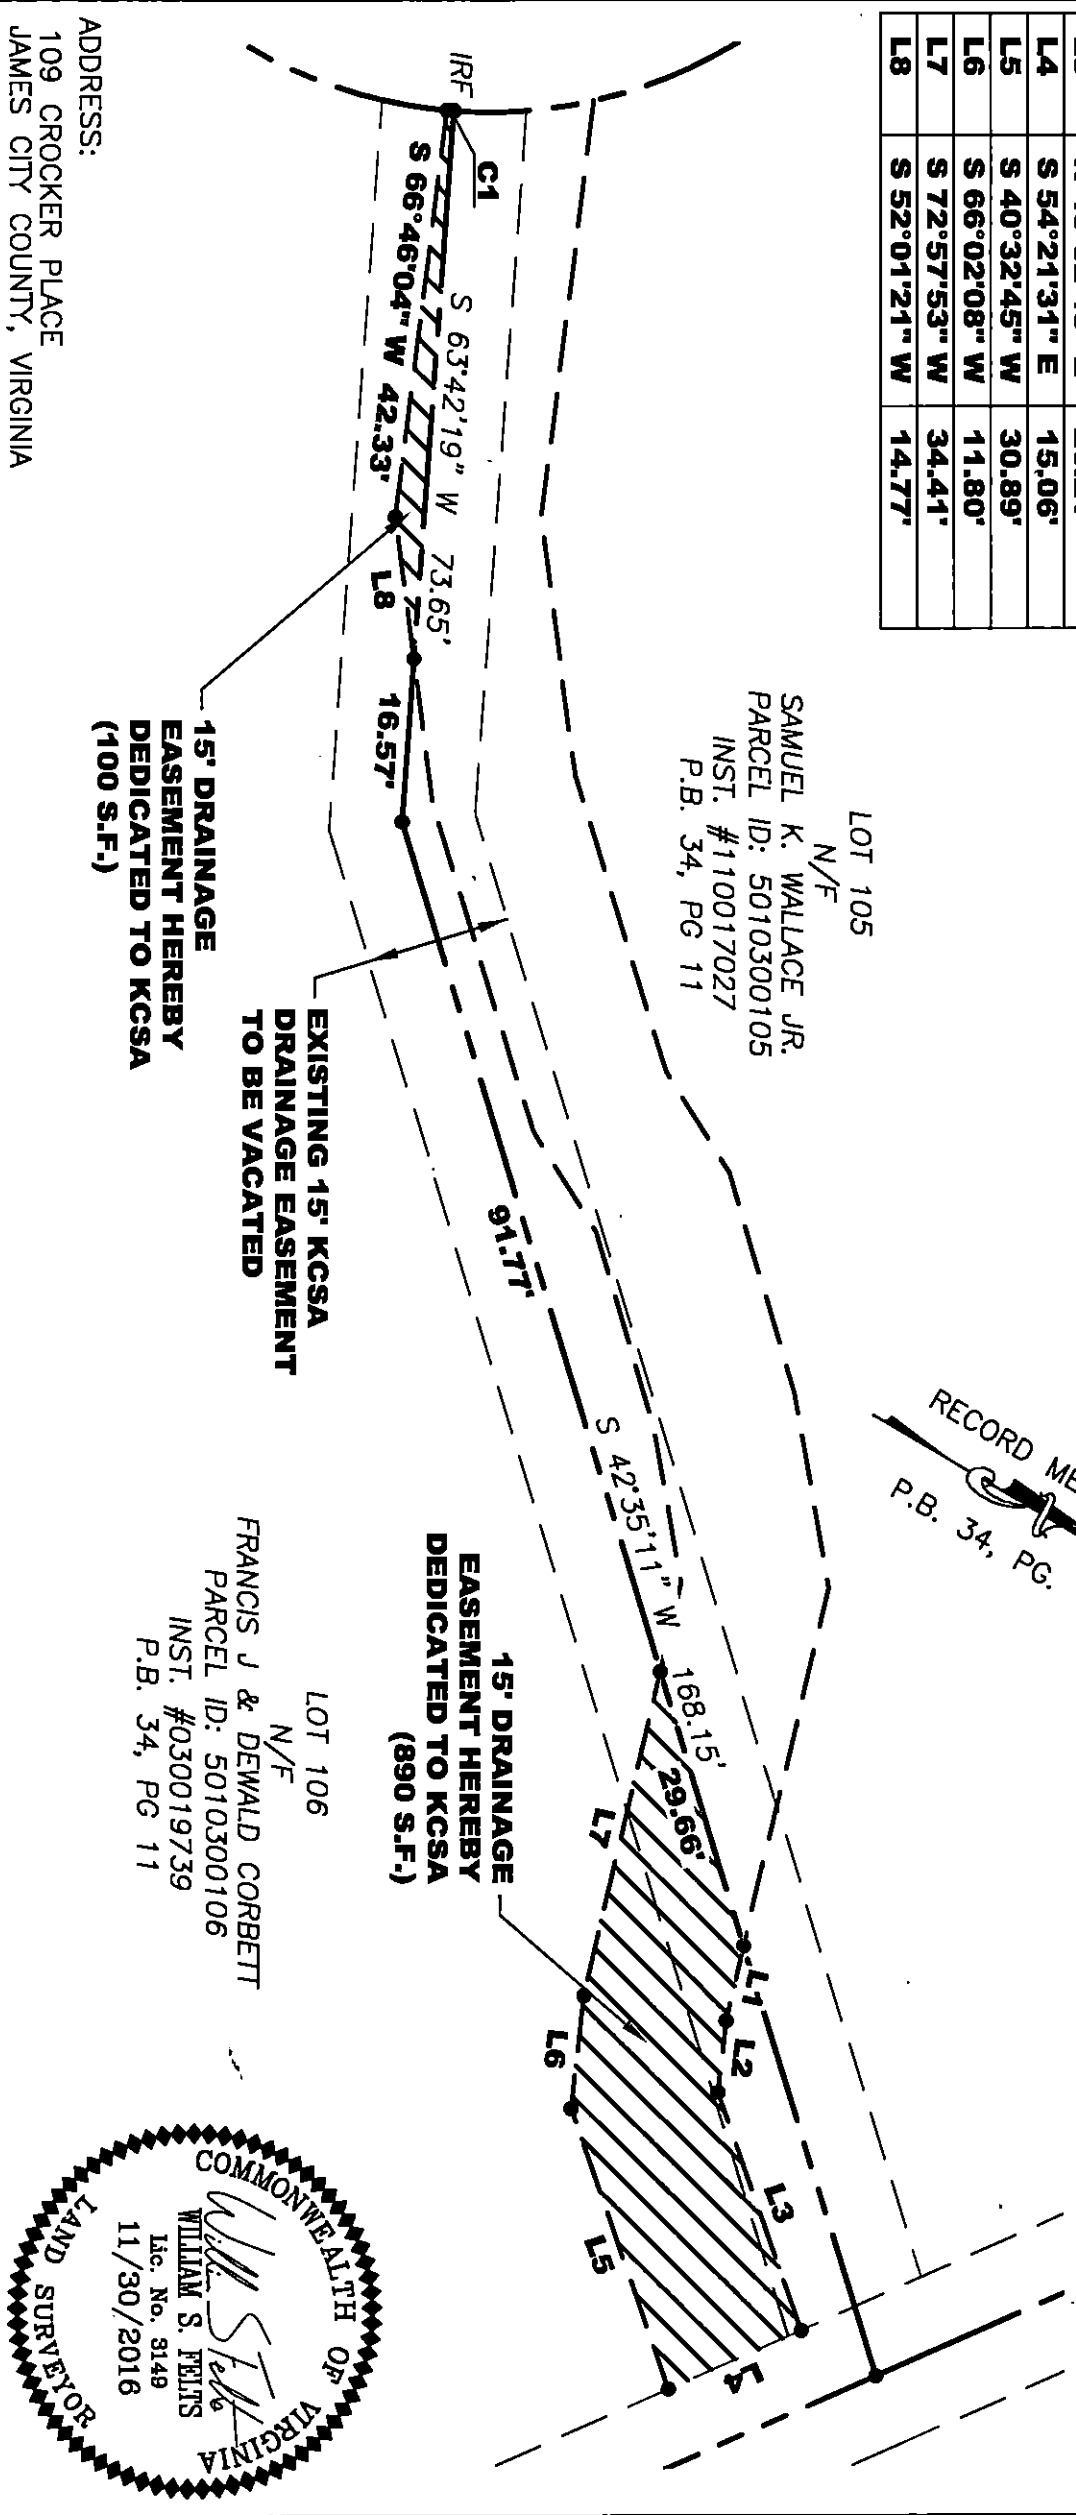 L4 S 54°21'31" E 15.06'
L5 S 40°32'45" W 30.89'
L6 S 66°02'08" W 11.80'
L7 S 72°57'53" W 34.41'
L8 S 52°01'21" W 14.77'
RECORD
P.B. 34, PG.
LOT 105
N/F
SAMUEL K. WALLACE JR.
PARCEL ID: 5010300105
INST. #110017027
P.B. 34, PG 11
IRF
C1
S 63°42'19" W 73.65'
S 66°46'04" W 42.33'
L8
16.57'
91.77'
S 42°35'11" W 168.15'
29.66'
L1
L2
L3
L4
L5
L6
L7
15' DRAINAGE
EASEMENT HEREBY
DEDICATED TO KCSA
(100 S.F.)
EXISTING 15' KCSA
DRAINAGE EASEMENT
TO BE VACATED
15' DRAINAGE
EASEMENT HEREBY
DEDICATED TO KCSA
(890 S.F.)
LOT 106
N/F
FRANCIS J & DEWALD CORBETT
PARCEL ID: 5010300106
INST. #030019739
P.B. 34, PG 11
ADDRESS:
109 CROCKER PLACE
JAMES CITY COUNTY, VIRGINIA
COMMONWEALTH OF VIRGINIA
WILLIAM S. FELTS
Lic. No. 3149
11/30/2016
LAND SURVEYOR